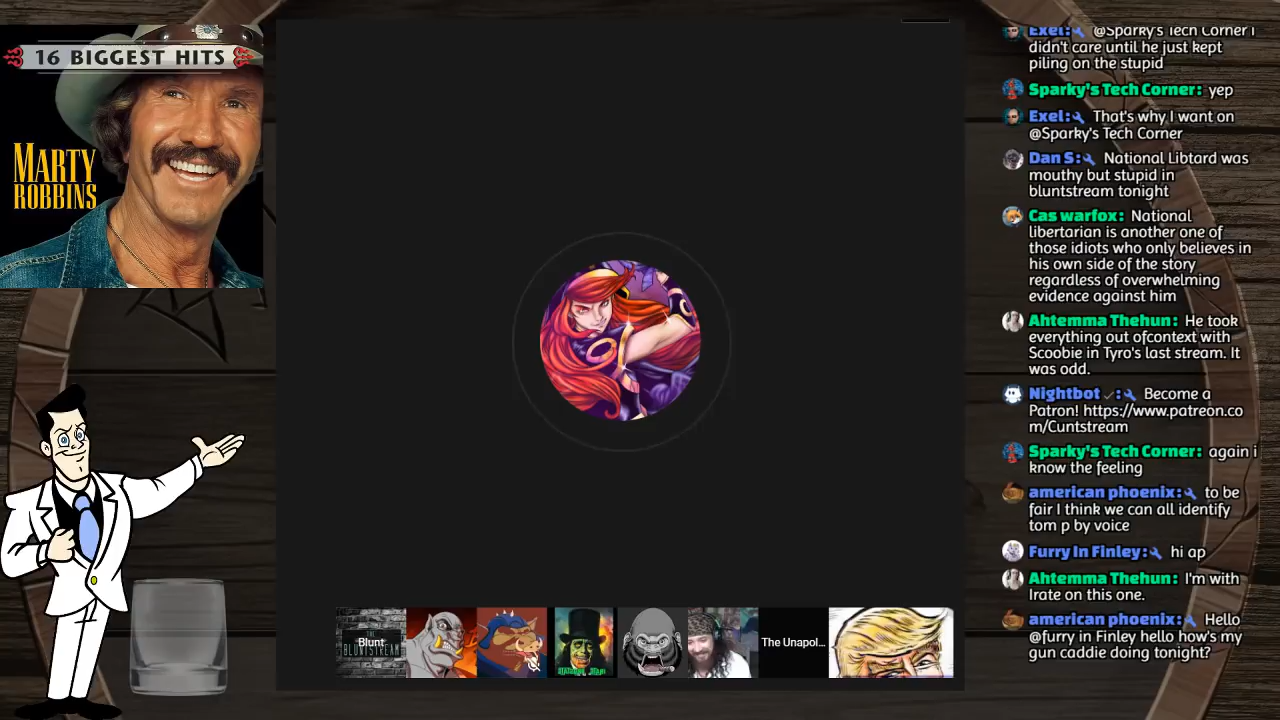 16 BIGGEST HITS
MARTY
ROBBINS
Exel: @Sparky's Tech Corner i
didn't care until he just kept
piling on the stupid
Sparky's Tech Corner: yep
Exel: That's why I want on
@Sparky's Tech Corner
Dan S: National Libtard was
mouthy but stupid in
bluntstream tonight
Cas warfox: National
libertarian is another one of
those idiots who only believes in
his own side of the story
regardless of overwhelming
evidence against him
Ahtemma Thehun: He took
everything out ofcontext with
Scoobie in Tyro's last stream. It
was odd.
Nightbot: Become a
Patron! https://www.patreon.co
m/Cuntstream
Sparky's Tech Corner: again i
know the feeling
american phoenix: to be
fair I think we can all identify
tom p by voice
Furry In Finley: hi ap
Ahtemma Thehun: I'm with
Irate on this one.
american phoenix: Hello
@furry in Finley hello how's my
gun caddie doing tonight?
THE
Blunt
BLUNTSTREAM
The Unapol...